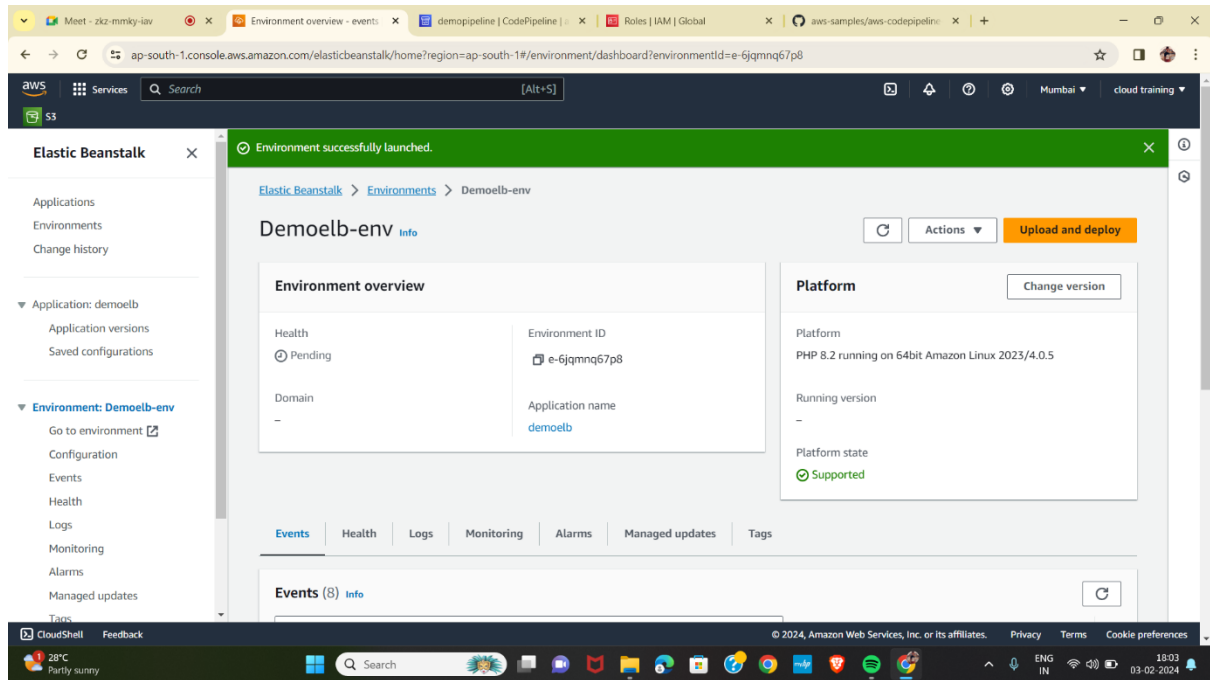 Meet - zkz-mmky-iav
Environment overview - events
demopipeline | CodePipeline |
Roles | IAM | Global
aws-samples/aws-codepipeline
ap-south-1.console.aws.amazon.com/elasticbeanstalk/home?region=ap-south-1#/environment/dashboard?environmentId=e-6jqmnq67p8
aws
Services
Search
[Alt+S]
Mumbai
cloud training
S3
Elastic Beanstalk
Environment successfully launched.
Applications
Environments
Change history
Application: demoelb
Application versions
Saved configurations
Environment: Demoelb-env
Go to environment
Configuration
Events
Health
Logs
Monitoring
Alarms
Managed updates
Tags
Elastic Beanstalk > Environments > Demoelb-env
Demoelb-env Info
Actions
Upload and deploy
Environment overview
Health
Pending
Environment ID
e-6jqmnq67p8
Domain
–
Application name
demoelb
Platform
Change version
Platform
PHP 8.2 running on 64bit Amazon Linux 2023/4.0.5
Running version
–
Platform state
Supported
Events
Health
Logs
Monitoring
Alarms
Managed updates
Tags
Events (8) Info
CloudShell
Feedback
© 2024, Amazon Web Services, Inc. or its affiliates.
Privacy
Terms
Cookie preferences
1
28°C
Partly sunny
Search
ENG
IN
18:03
03-02-2024